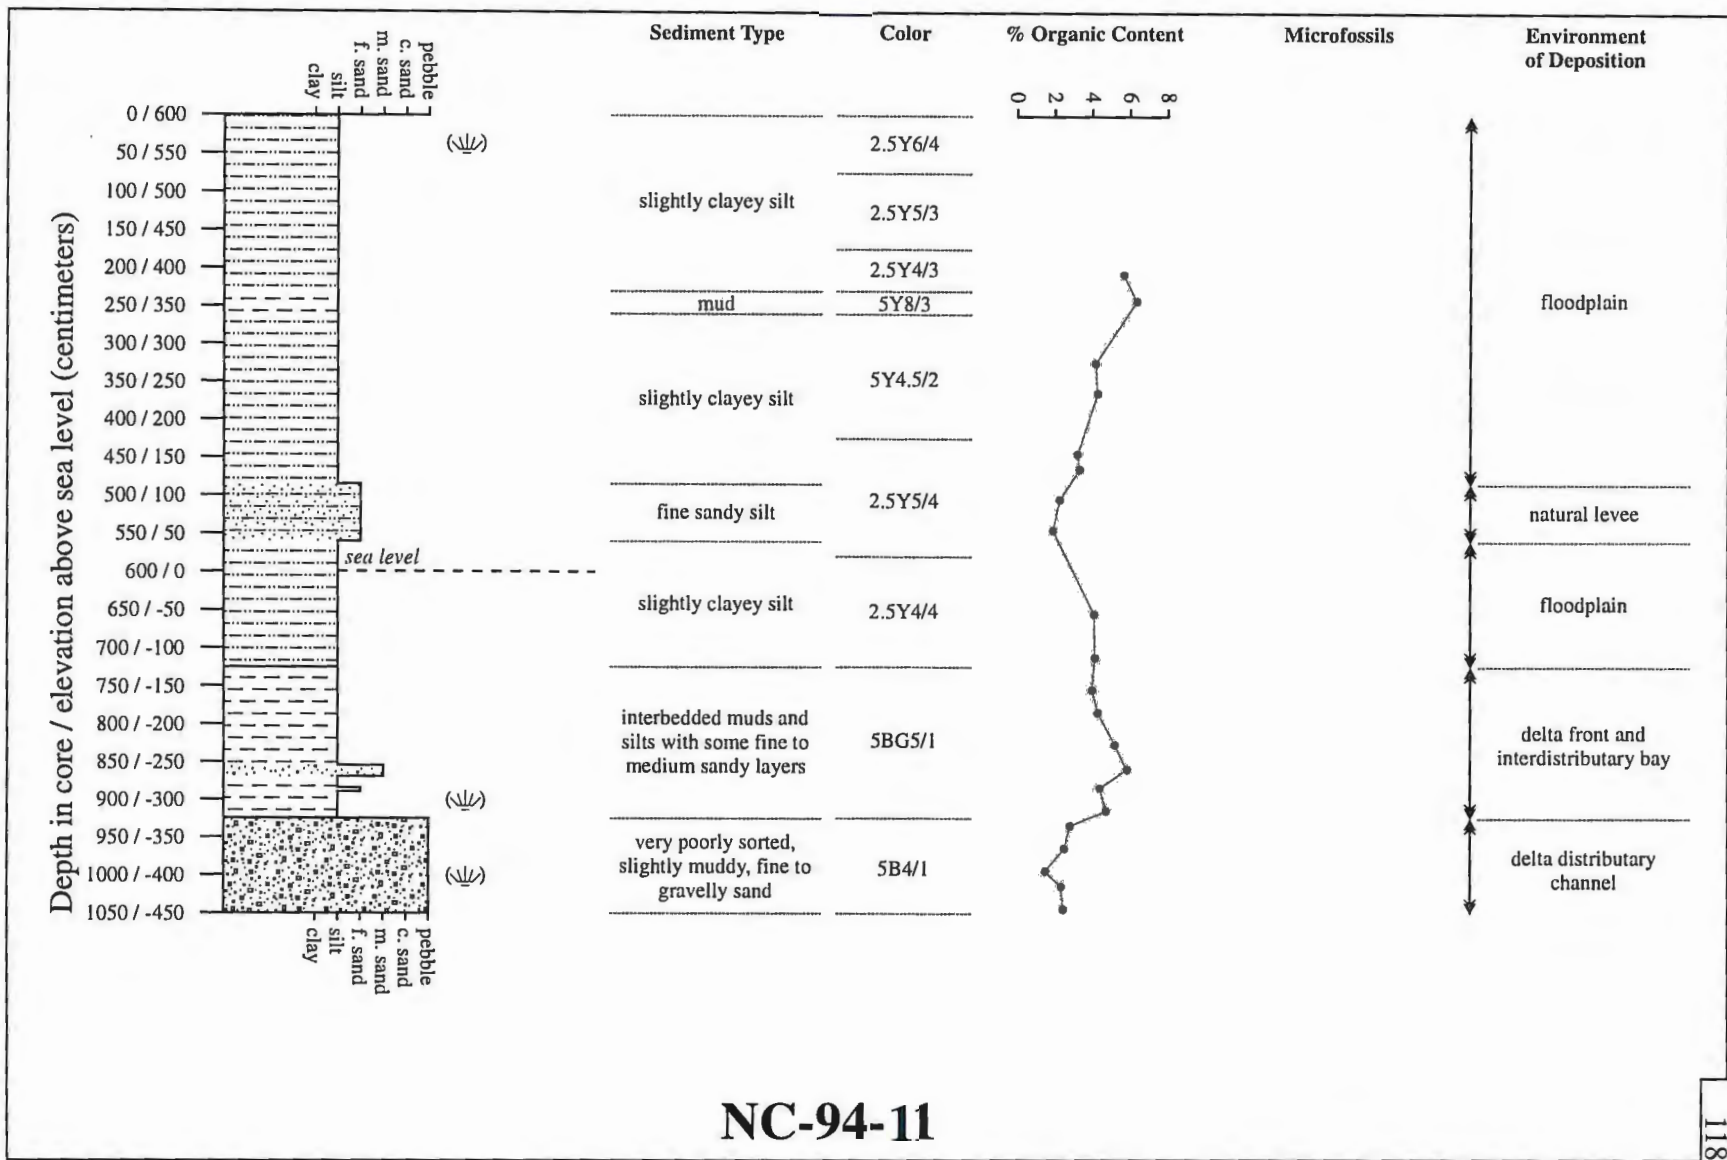 Sediment Type
Color
% Organic Content
Microfossils
Environment
of Deposition
clay
silt
f. sand
m. sand
c. sand
pebble
0 2 4 6 8
Depth in core / elevation above sea level (centimeters)
0 / 600
50 / 550
100 / 500
150 / 450
200 / 400
250 / 350
300 / 300
350 / 250
400 / 200
450 / 150
500 / 100
550 / 50
600 / 0
650 / -50
700 / -100
750 / -150
800 / -200
850 / -250
900 / -300
950 / -350
1000 / -400
1050 / -450
sea level
clay
silt
f. sand
m. sand
c. sand
pebble
slightly clayey silt
mud
slightly clayey silt
fine sandy silt
slightly clayey silt
interbedded muds and
silts with some fine to
medium sandy layers
very poorly sorted,
slightly muddy, fine to
gravelly sand
2.5Y6/4
2.5Y5/3
2.5Y4/3
5Y8/3
5Y4.5/2
2.5Y5/4
2.5Y4/4
5BG5/1
5B4/1
floodplain
natural levee
floodplain
delta front and
interdistributary bay
delta distributary
channel
NC-94-11
118